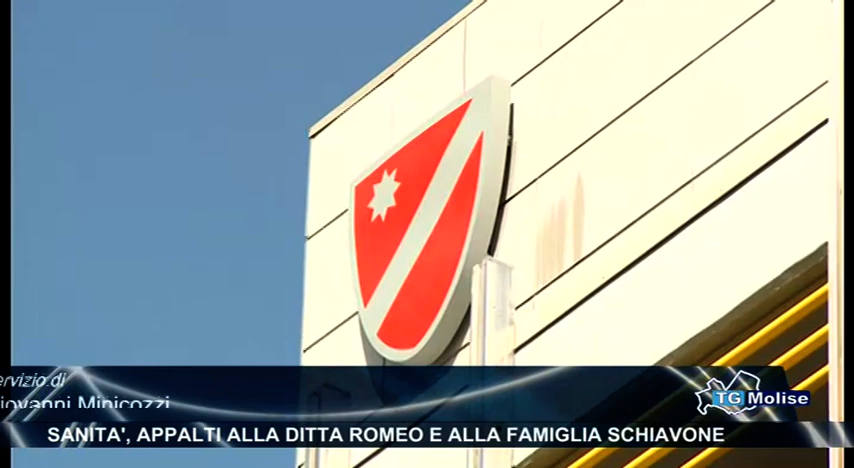 ervizio di
iovanni Minicozzi
TG Molise
SANITA', APPALTI ALLA DITTA ROMEO E ALLA FAMIGLIA SCHIAVONE